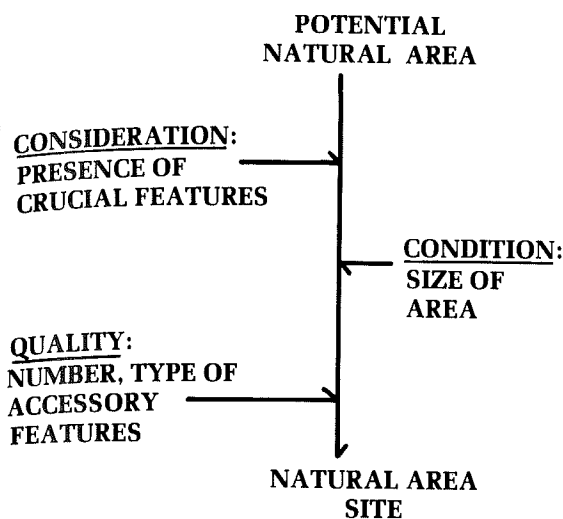 POTENTIAL
NATURAL AREA
CONSIDERATION:
PRESENCE OF
CRUCIAL FEATURES
CONDITION:
SIZE OF
AREA
QUALITY:
NUMBER, TYPE OF
ACCESSORY
FEATURES
NATURAL AREA
SITE